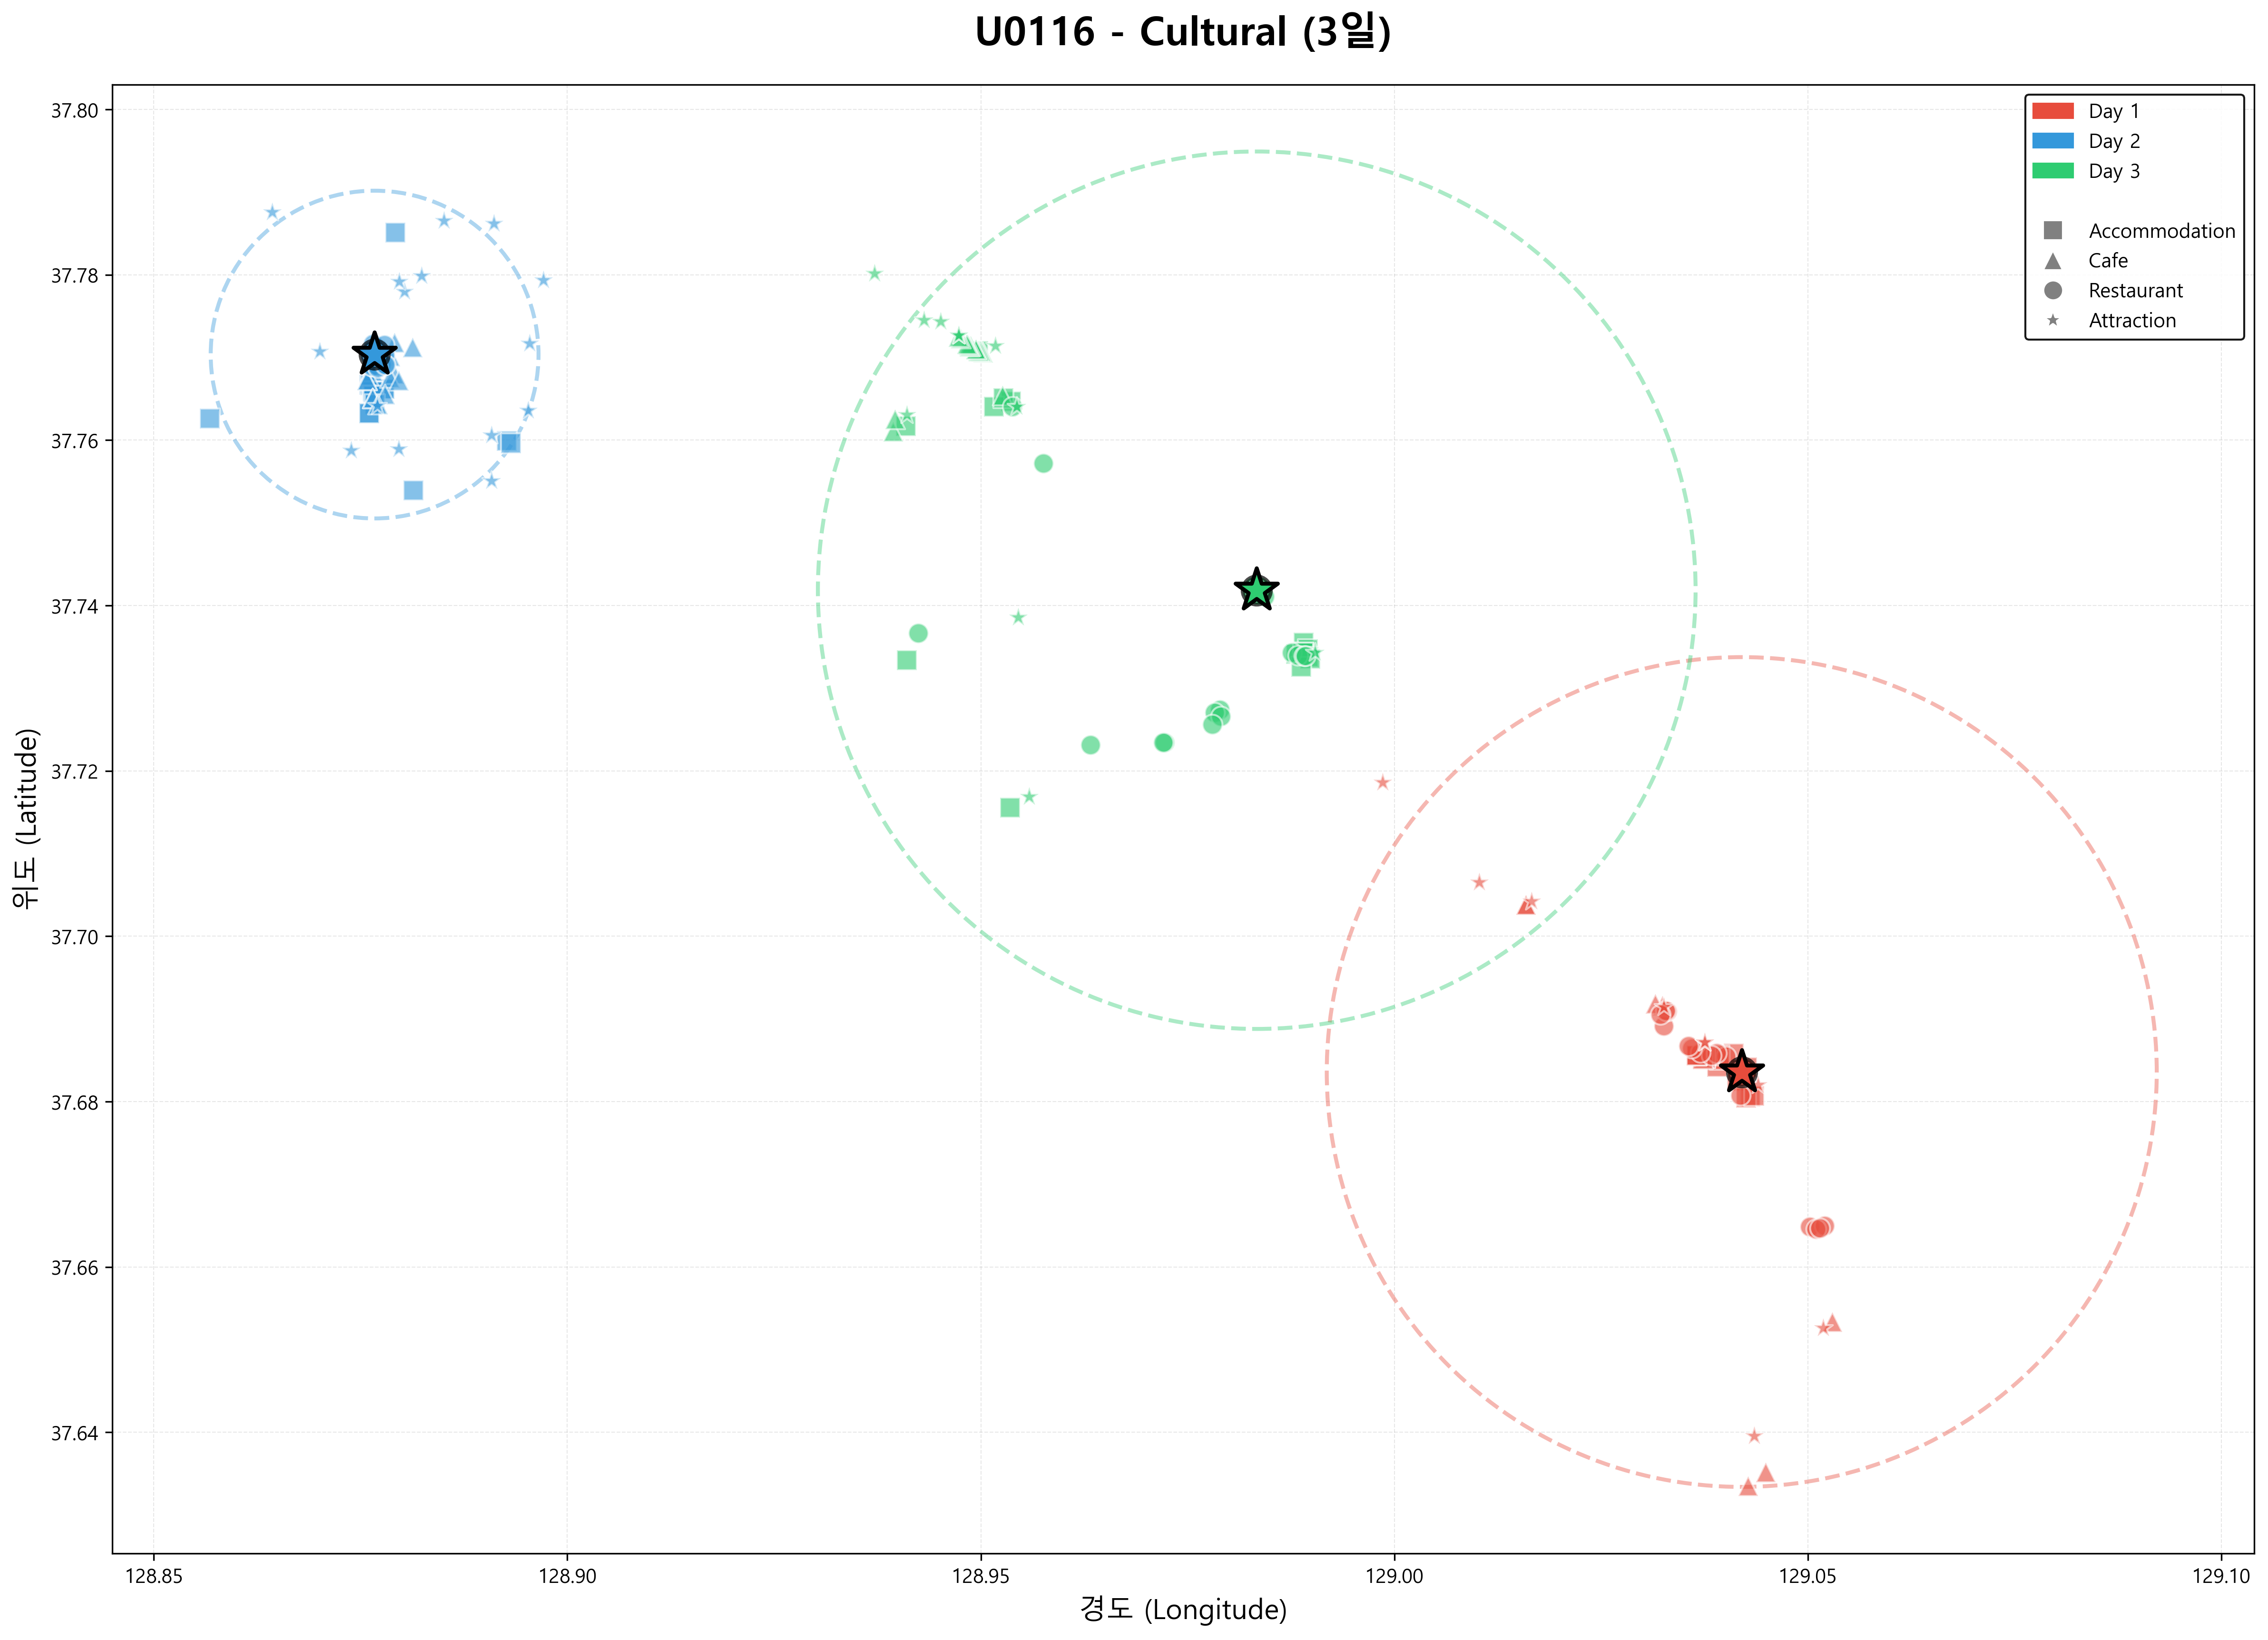 U0116 - Cultural (3일)
37.80
37.78
37.76
37.74
37.72
37.70
37.68
37.66
37.64
위도 (Latitude)
128.85
128.90
128.95
129.00
129.05
129.10
경도 (Longitude)
Day 1
Day 2
Day 3
Accommodation
Cafe
Restaurant
Attraction